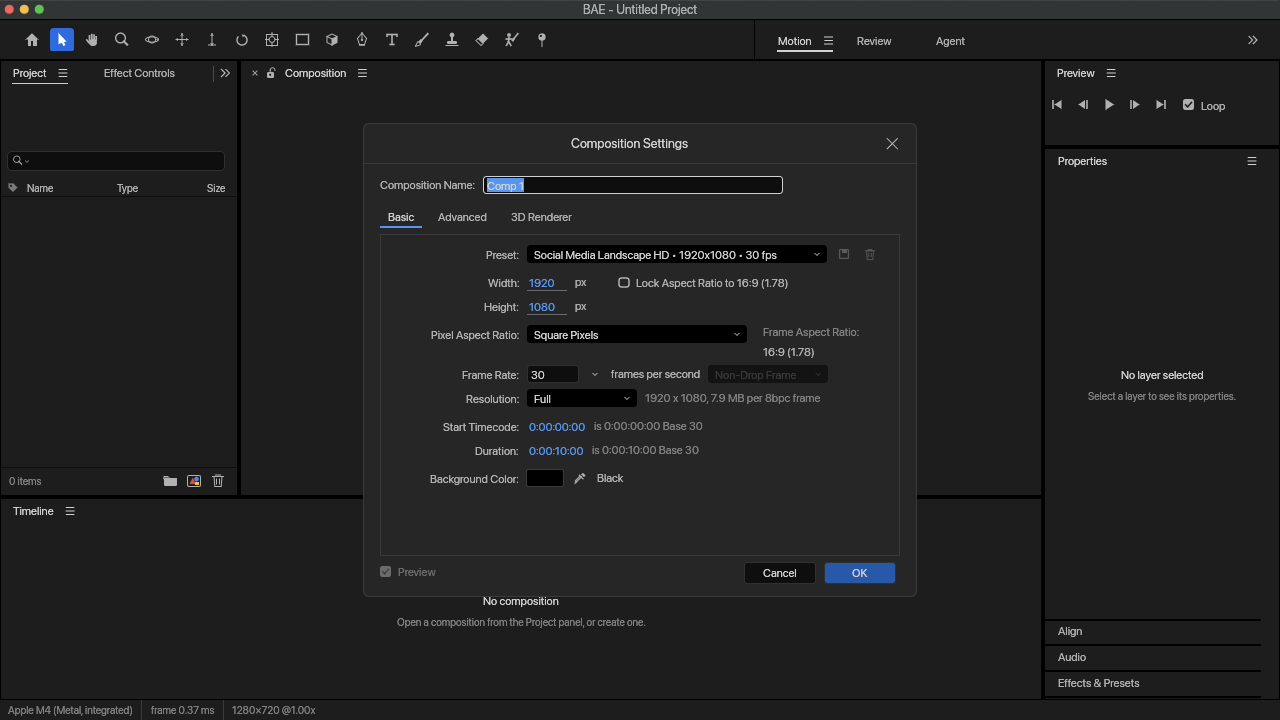 BAE - Untitled Project
Motion Review Agent
Project Effect Controls
Composition
Preview
Loop
Properties
Name Type Size
0 items
Composition Settings
Composition Name: Comp 1
Basic Advanced 3D Renderer
Preset: Social Media Landscape HD • 1920x1080 • 30 fps
Width: 1920 px Lock Aspect Ratio to 16:9 (1.78)
Height: 1080 px
Pixel Aspect Ratio: Square Pixels Frame Aspect Ratio:
16:9 (1.78)
Frame Rate: 30 frames per second Non-Drop Frame
Resolution: Full 1920 x 1080, 7.9 MB per 8bpc frame
Start Timecode: 0:00:00:00 is 0:00:00:00 Base 30
Duration: 0:00:10:00 is 0:00:10:00 Base 30
Background Color: Black
Preview Cancel OK
No layer selected
Select a layer to see its properties.
Timeline
No composition
Open a composition from the Project panel, or create one.
Align
Audio
Effects & Presets
Apple M4 (Metal, integrated) frame 0.37 ms 1280×720 @1.00x